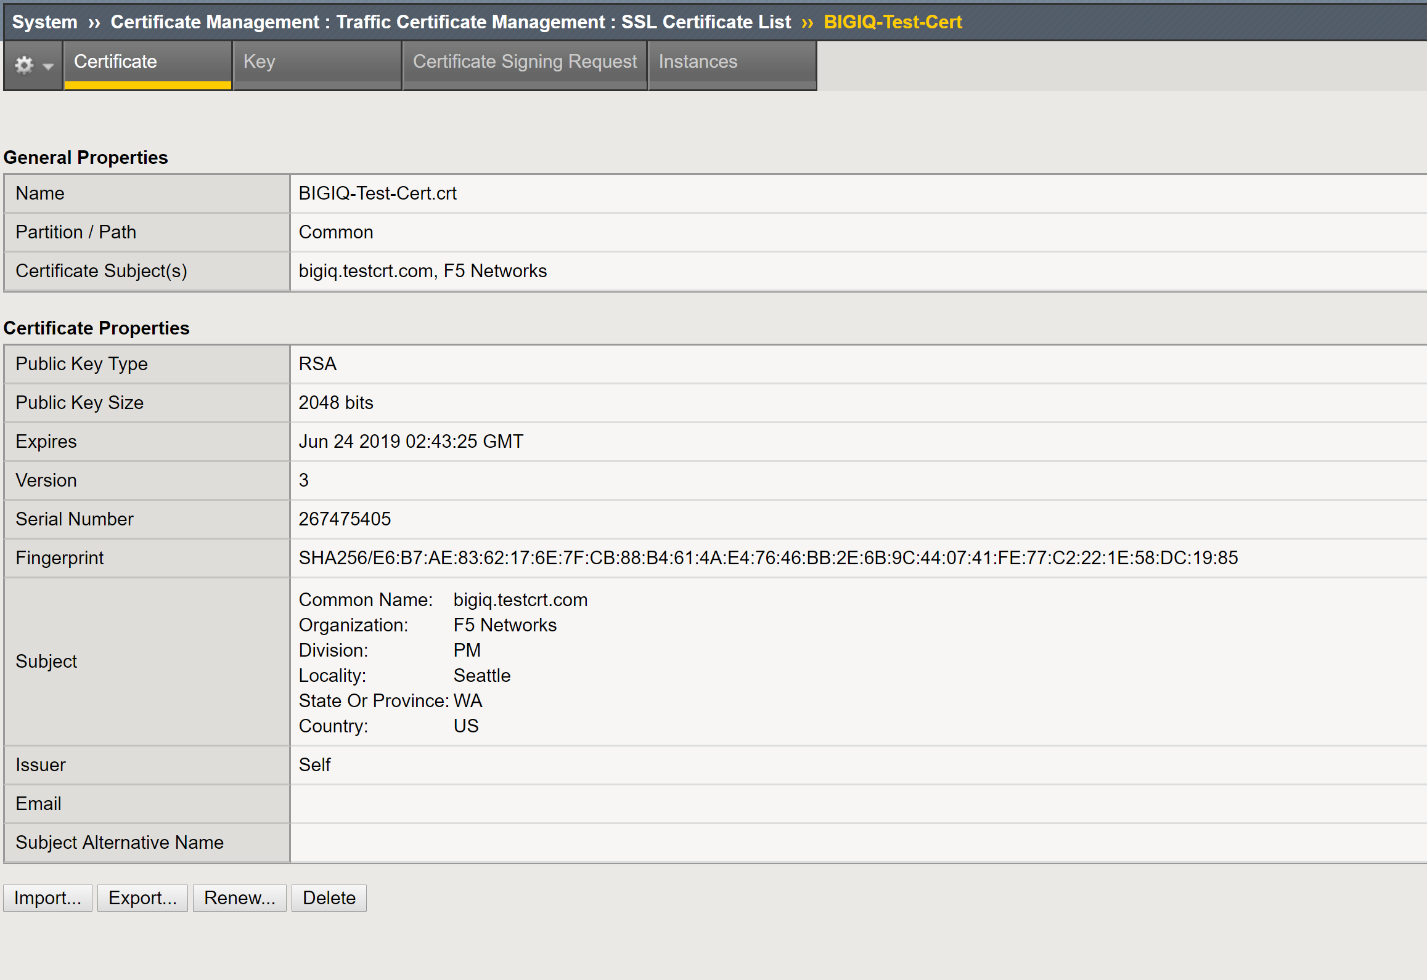 System ›› Certificate Management : Traffic Certificate Management : SSL Certificate List ›› BIGIQ-Test-Cert
Certificate Key Certificate Signing Request Instances
General Properties
Name BIGIQ-Test-Cert.crt
Partition / Path Common
Certificate Subject(s) bigiq.testcrt.com, F5 Networks
Certificate Properties
Public Key Type RSA
Public Key Size 2048 bits
Expires Jun 24 2019 02:43:25 GMT
Version 3
Serial Number 267475405
Fingerprint SHA256/E6:B7:AE:83:62:17:6E:7F:CB:88:B4:61:4A:E4:76:46:BB:2E:6B:9C:44:07:41:FE:77:C2:22:1E:58:DC:19:85
Subject
Common Name: bigiq.testcrt.com
Organization: F5 Networks
Division: PM
Locality: Seattle
State Or Province: WA
Country: US
Issuer Self
Email
Subject Alternative Name
Import... Export... Renew... Delete